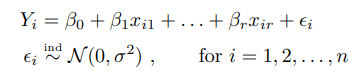 Yᵢ = β₀ + β₁xᵢ₁ + . . . + βᵣxᵢᵣ + ϵᵢ
ϵᵢ ind∼ 𝒩(0, σ²) ,   for i = 1, 2, . . . , n